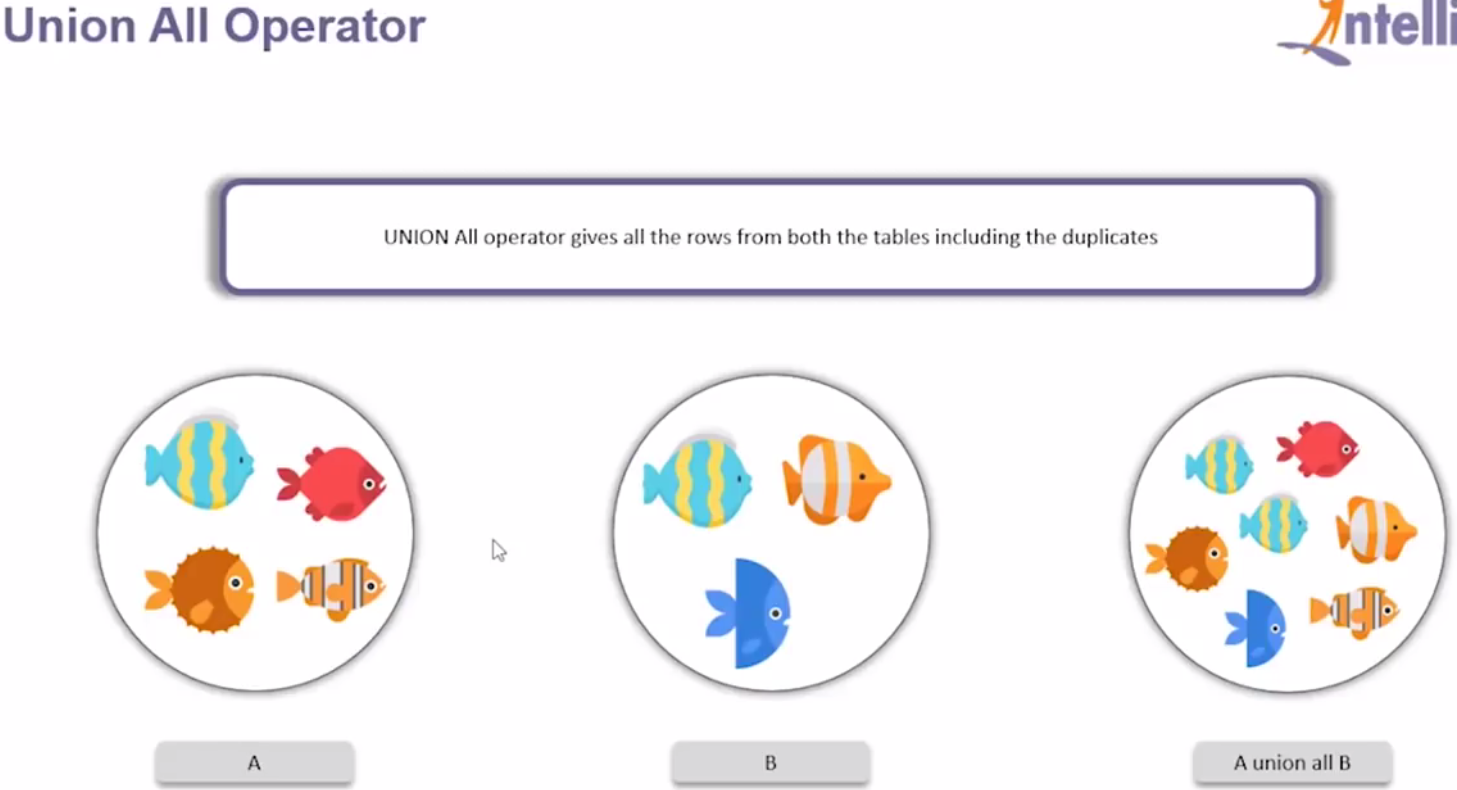 Union All Operator
ntelli
UNION All operator gives all the rows from both the tables including the duplicates
A
B
A union all B